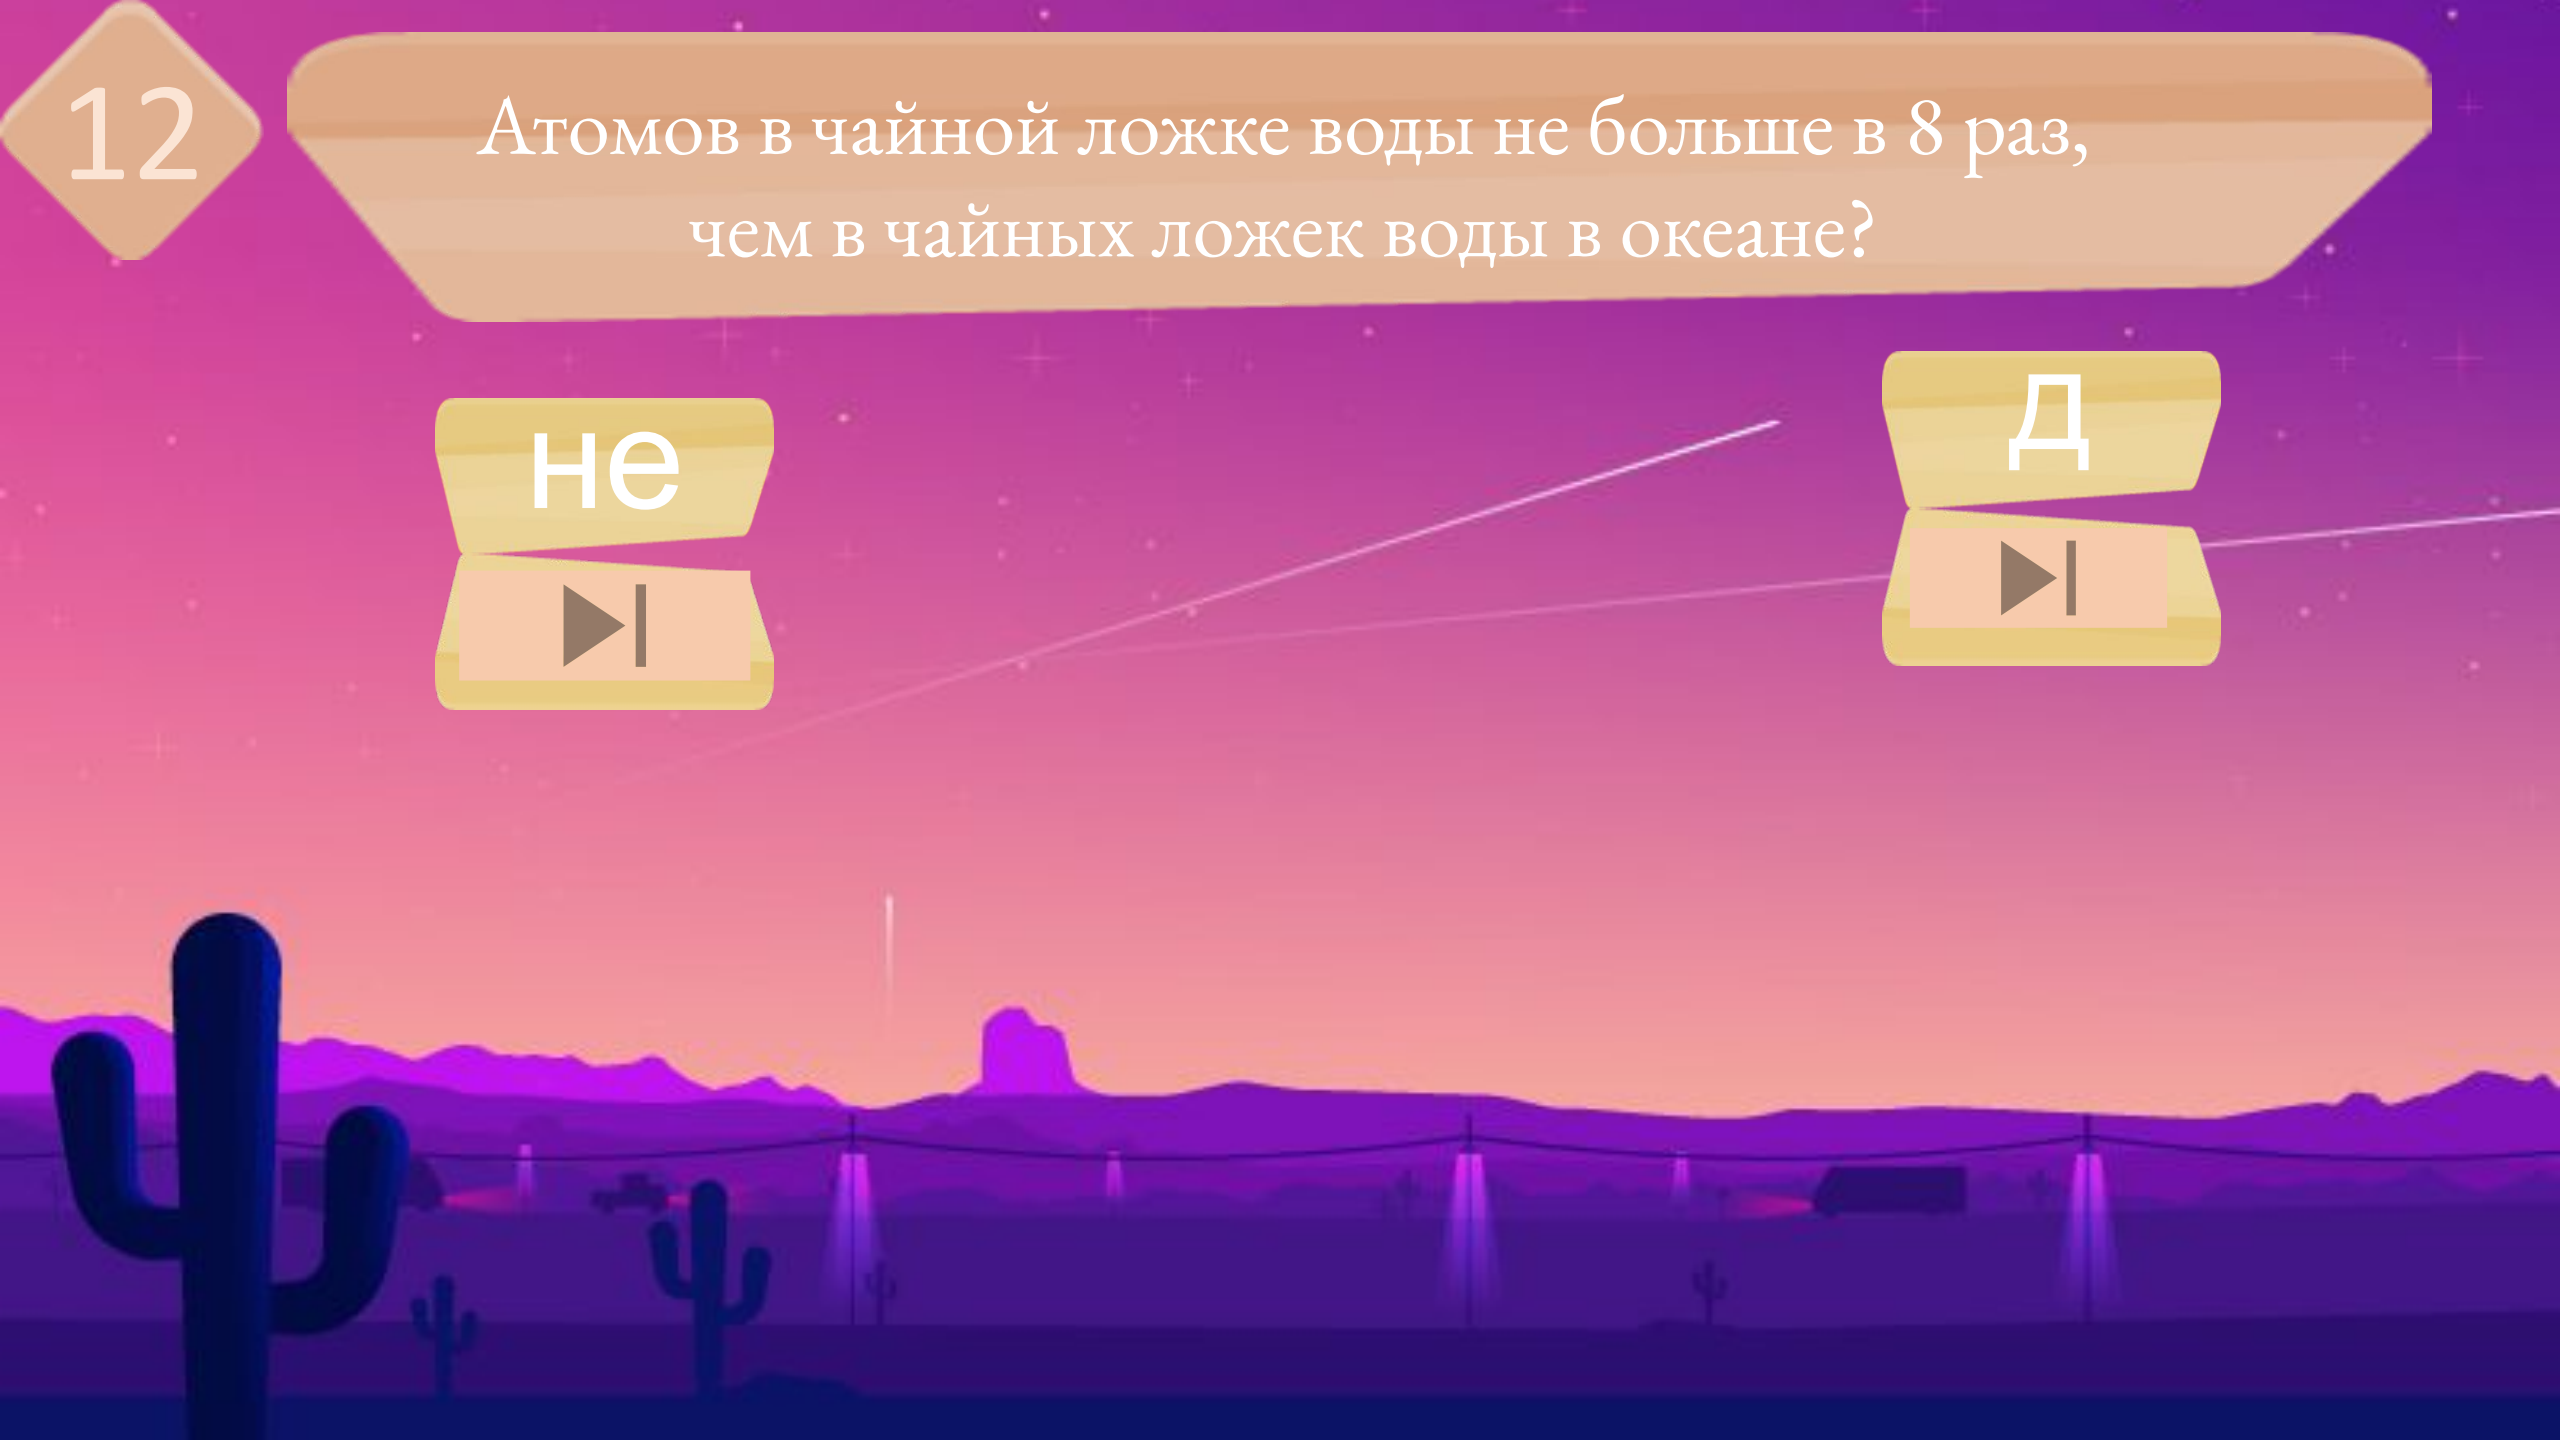 12
Атомов в чайной ложке воды не больше в 8 раз,
чем в чайных ложек воды в океане?
не
д